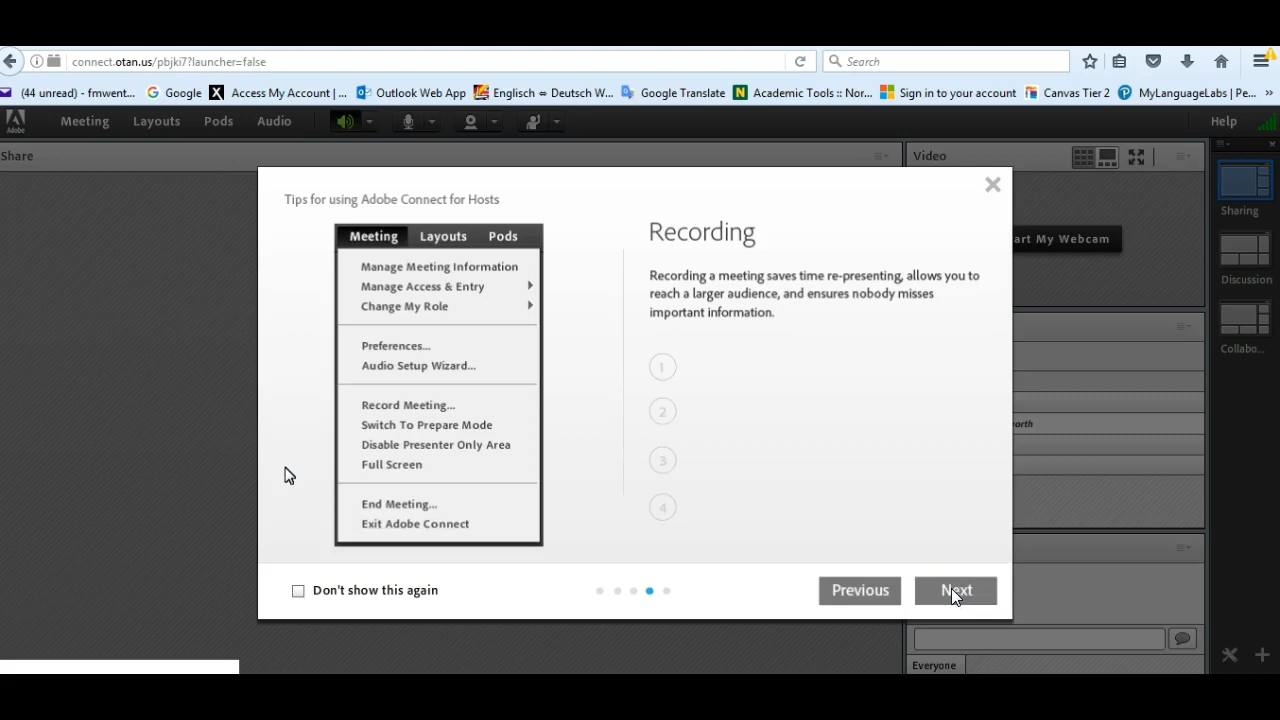 connect.otan.us/pbjki7?launcher=false
Search
(44 unread) - fmwent...
Google
Access My Account | ...
Outlook Web App
Englisch ⇔ Deutsch W...
Google Translate
Academic Tools :: Nor...
Sign in to your account
Canvas Tier 2
MyLanguageLabs | Pe...
Adobe
Meeting
Layouts
Pods
Audio
Help
Share
Video
Sharing
Discussion
Collabo...
art My Webcam
orth
Everyone
Tips for using Adobe Connect for Hosts
Meeting Layouts Pods
Manage Meeting Information
Manage Access & Entry
Change My Role
Preferences...
Audio Setup Wizard...
Record Meeting...
Switch To Prepare Mode
Disable Presenter Only Area
Full Screen
End Meeting...
Exit Adobe Connect
Recording
Recording a meeting saves time re-presenting, allows you to
reach a larger audience, and ensures nobody misses
important information.
1
2
3
4
Don't show this again
Previous
Next